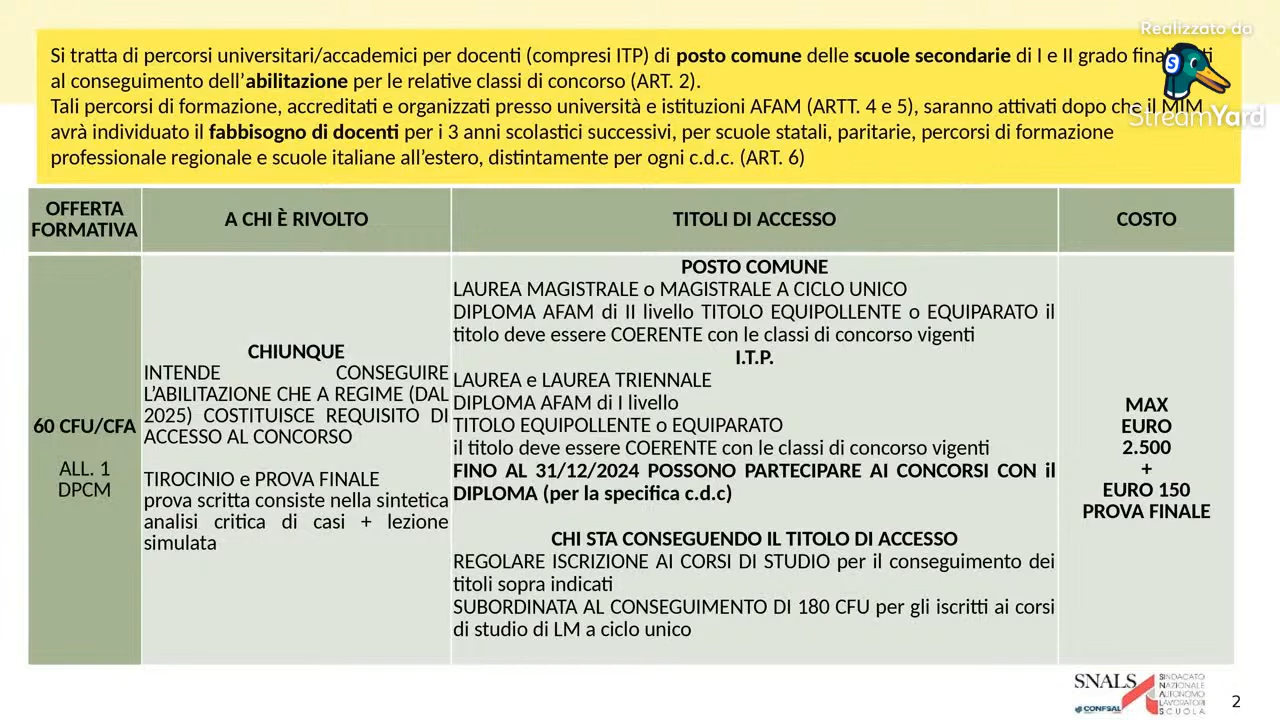 Realizzato da
StreamYard
Si tratta di percorsi universitari/accademici per docenti (compresi ITP) di posto comune delle scuole secondarie di I e II grado
al conseguimento dell'abilitazione per le relative classi di concorso (ART. 2).
Tali percorsi di formazione, accreditati e organizzati presso università e istituzioni AFAM (ARTT. 4 e 5), saranno attivati dopo che il MIM
avrà individuato il fabbisogno di docenti per i 3 anni scolastici successivi, per scuole statali, paritarie, percorsi di formazione
professionale regionale e scuole italiane all'estero, distintamente per ogni c.d.c. (ART. 6)
OFFERTA
FORMATIVA
A CHI È RIVOLTO
TITOLI DI ACCESSO
COSTO
60 CFU/CFA
ALL. 1
DPCM
CHIUNQUE
INTENDE CONSEGUIRE
L'ABILITAZIONE CHE A REGIME (DAL
2025) COSTITUISCE REQUISITO DI
ACCESSO AL CONCORSO
TIROCINIO e PROVA FINALE
prova scritta consiste nella sintetica
analisi critica di casi + lezione
simulata
POSTO COMUNE
LAUREA MAGISTRALE o MAGISTRALE A CICLO UNICO
DIPLOMA AFAM di II livello TITOLO EQUIPOLLENTE o EQUIPARATO il
titolo deve essere COERENTE con le classi di concorso vigenti
I.T.P.
LAUREA e LAUREA TRIENNALE
DIPLOMA AFAM di I livello
TITOLO EQUIPOLLENTE o EQUIPARATO
il titolo deve essere COERENTE con le classi di concorso vigenti
FINO AL 31/12/2024 POSSONO PARTECIPARE AI CONCORSI CON il
DIPLOMA (per la specifica c.d.c)
CHI STA CONSEGUENDO IL TITOLO DI ACCESSO
REGOLARE ISCRIZIONE AI CORSI DI STUDIO per il conseguimento dei
titoli sopra indicati
SUBORDINATA AL CONSEGUIMENTO DI 180 CFU per gli iscritti ai corsi
di studio di LM a ciclo unico
MAX
EURO
2.500
+
EURO 150
PROVA FINALE
SNALS
CONFSAL
SINDACATO
NAZIONALE
AUTONOMO
LAVORATORI
SCUOLA
2